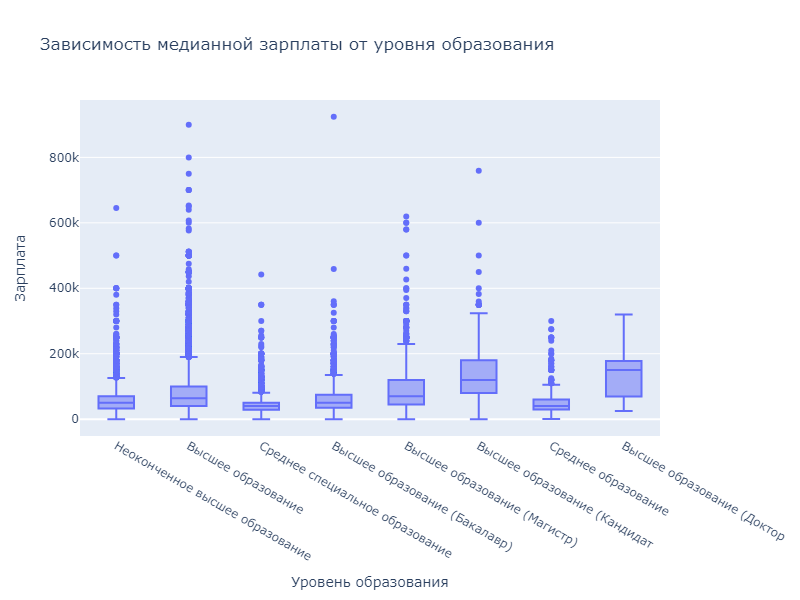 Зависимость медианной зарплаты от уровня образования
Зарплата
800k
600k
400k
200k
0
Неоконченное высшее образование
Высшее образование
Среднее специальное образование
Высшее образование (Бакалавр)
Высшее образование (Магистр)
Высшее образование (Кандидат
Среднее образование
Высшее образование (Доктор
Уровень образования